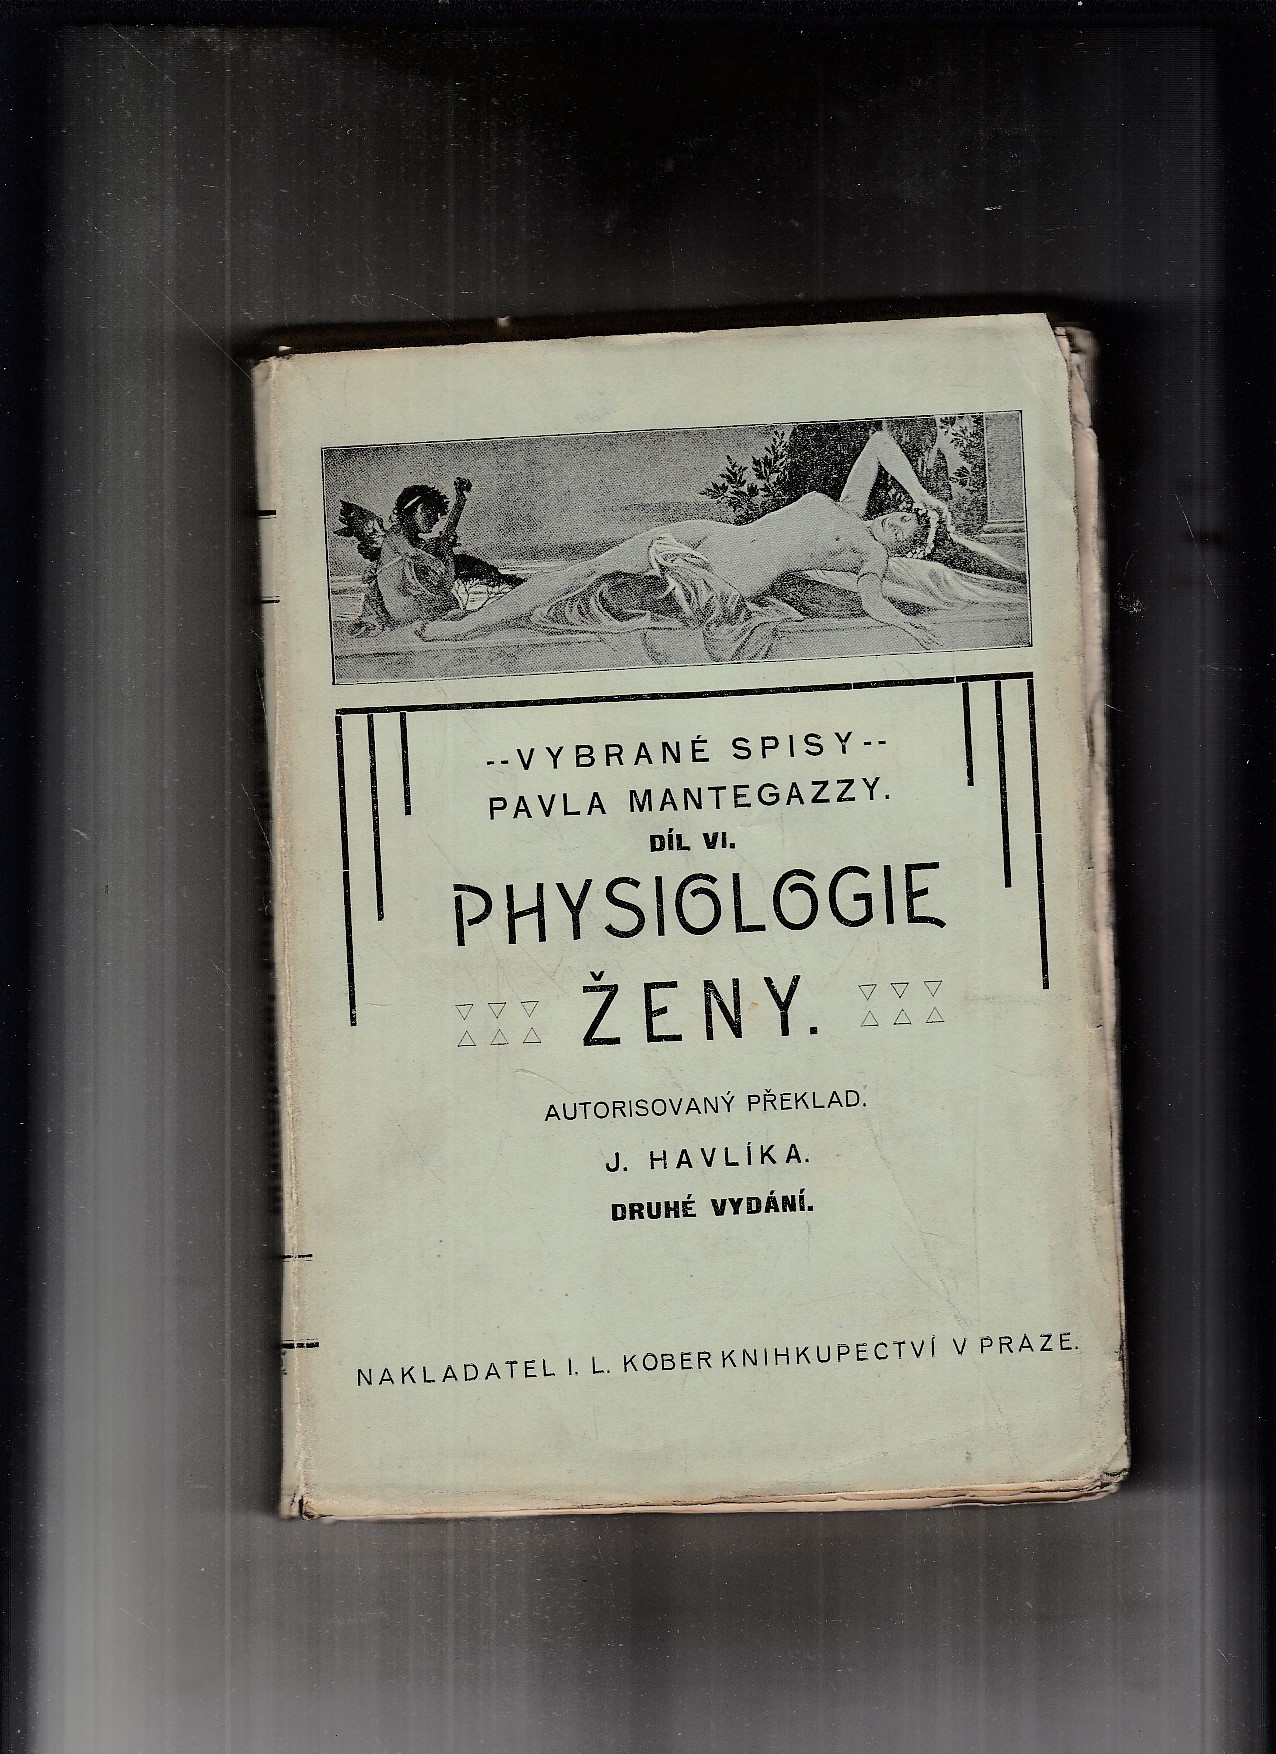 --VYBRANÉ SPISY--
PAVLA MANTEGAZZY.
DÍL VI.
PHYSIOLOGIE
ŽENY.
AUTORISOVANÝ PŘEKLAD.
J. HAVLÍKA.
DRUHÉ VYDÁNÍ.
NAKLADATEL I. L. KOBER KNIHKUPECTVÍ V PRAZE.